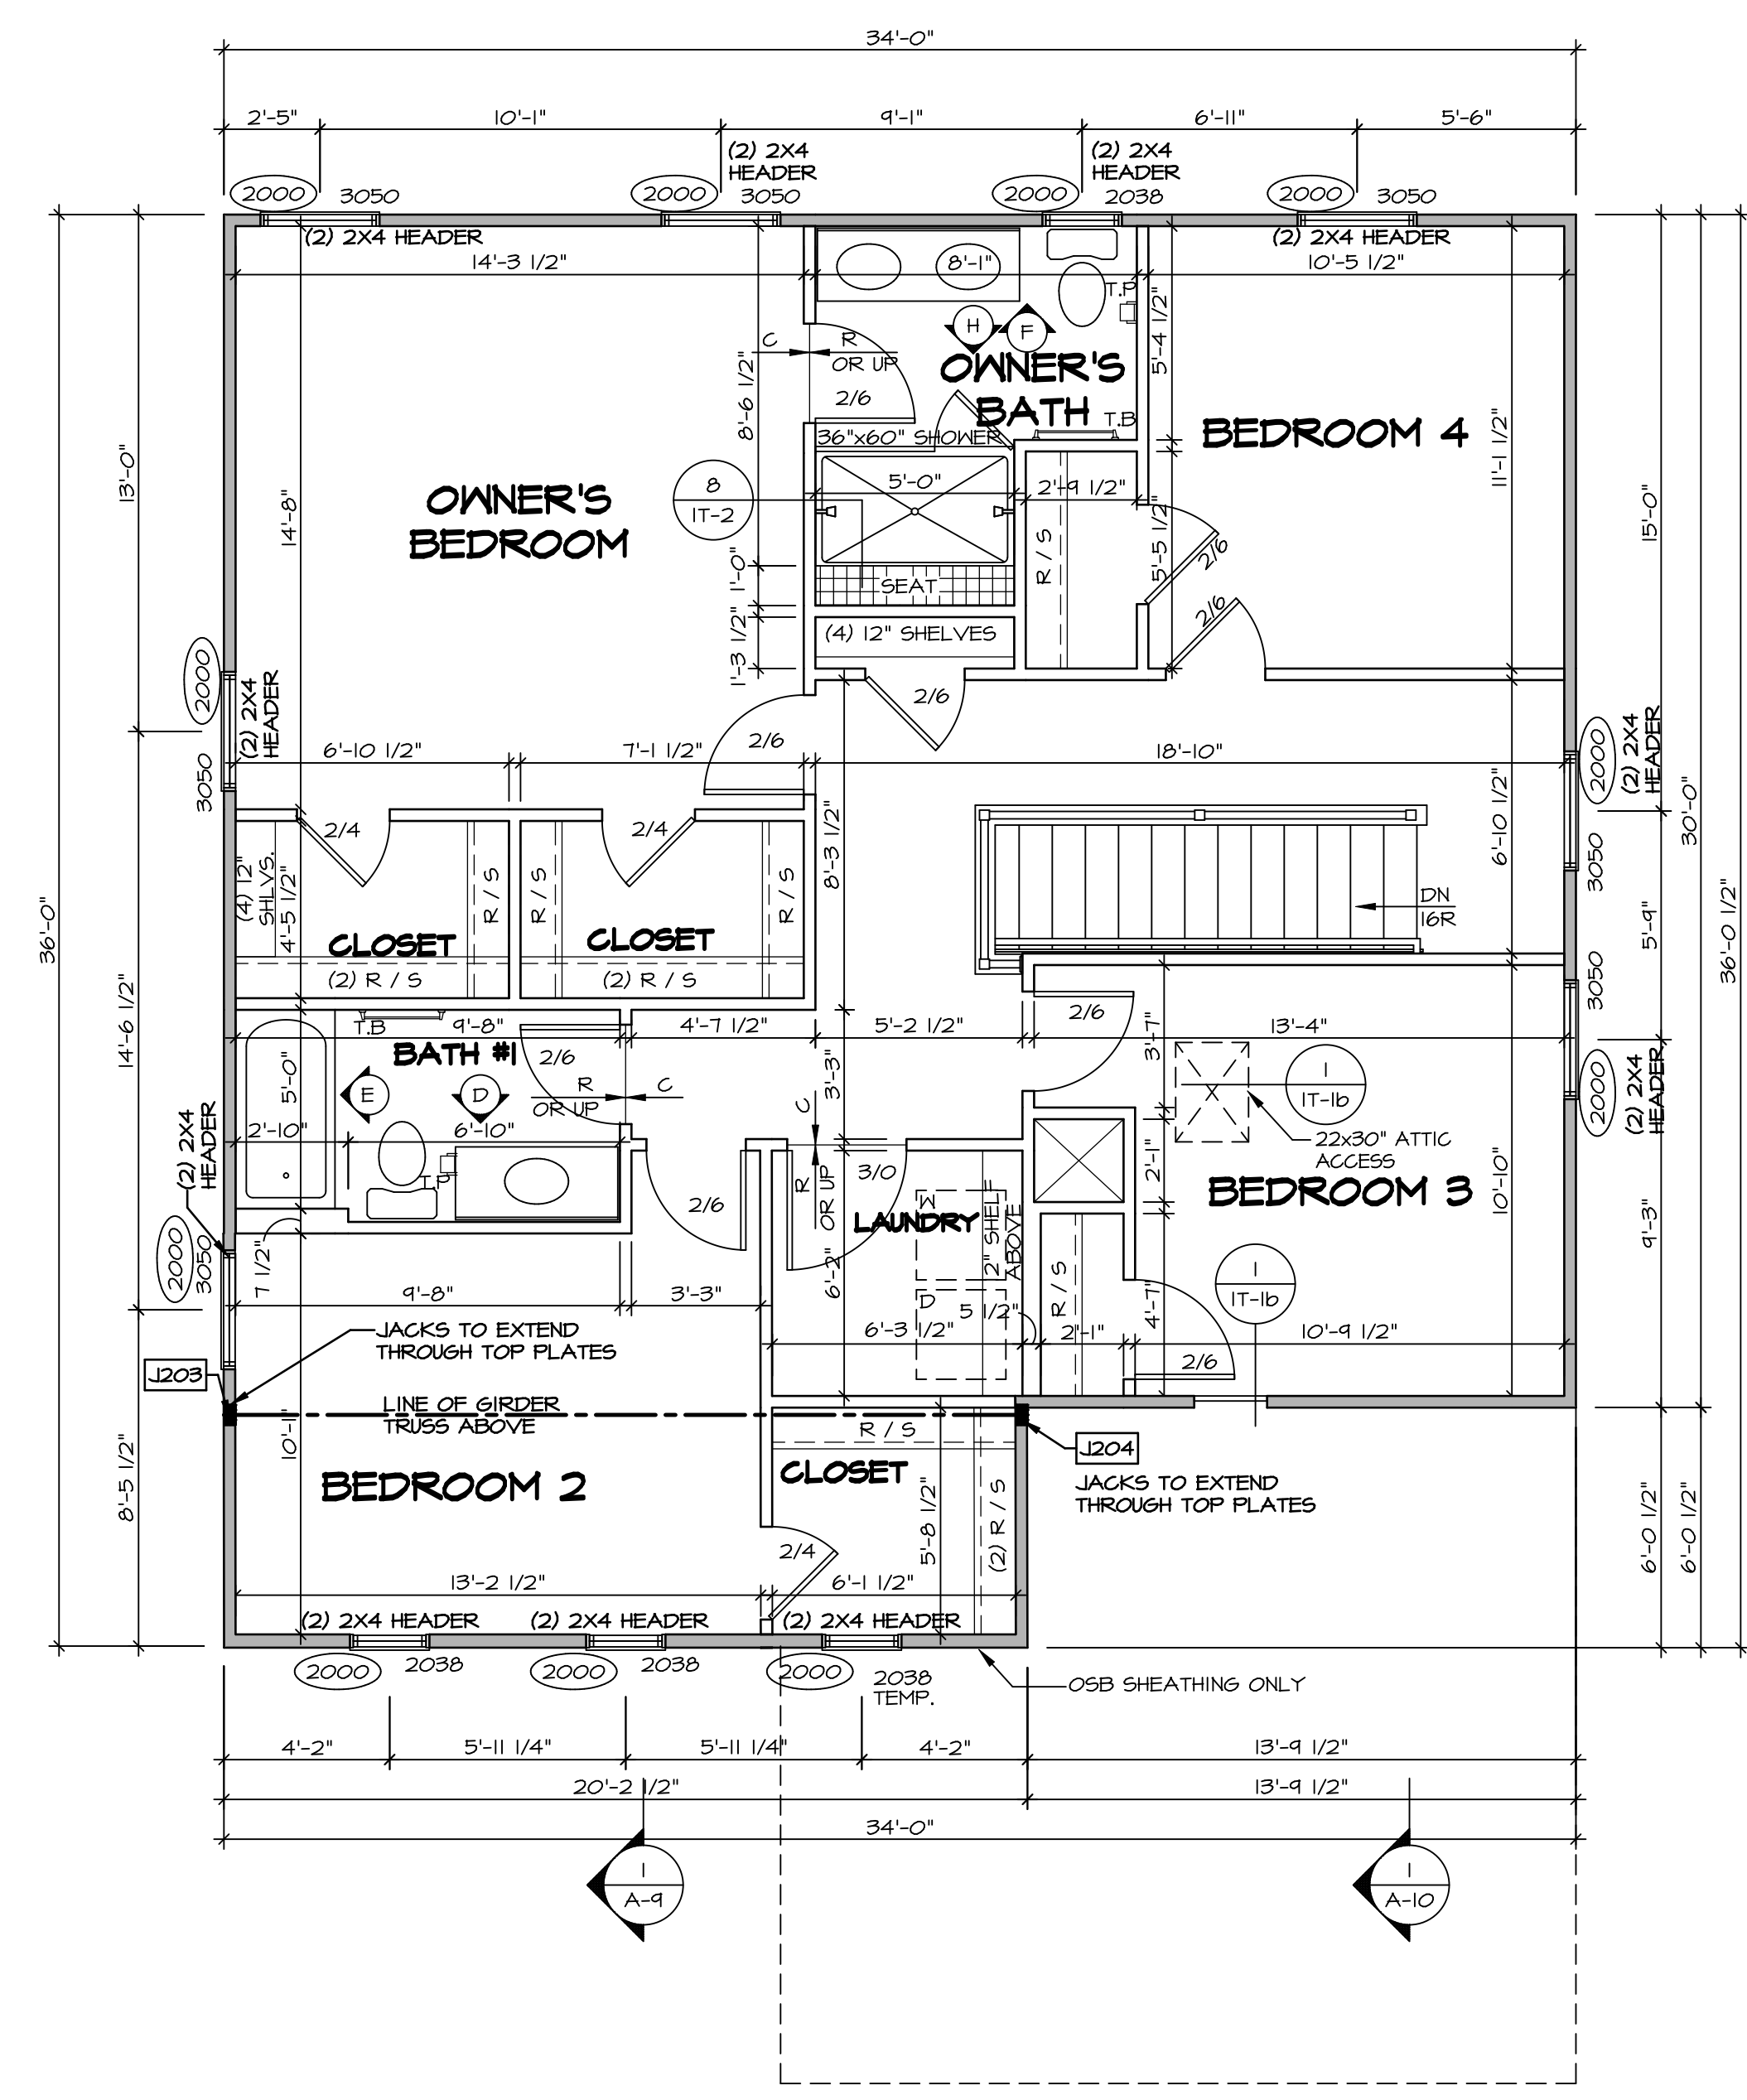 34'-0"
2'-5"
10'-1"
9'-1"
6'-11"
5'-6"
(2) 2X4
HEADER
(2) 2X4
HEADER
2000
3050
2000
3050
2000
2038
2000
3050
(2) 2X4 HEADER
(2) 2X4 HEADER
14'-3 1/2"
8'-1"
10'-5 1/2"
T.P
5'-4 1/2"
H
F
C
R
OR UP
2/6
OWNER'S
BATH
T.B
8'-6 1/2"
BEDROOM 4
11'-1 1/2"
13'-0"
14'-8"
OWNER'S
BEDROOM
36"x60" SHOWER
8
IT-2
5'-0"
2'-9 1/2"
R / S
5'-5 1/2"
2/6
15'-0"
1'-0"
SEAT
2/6
1'-3 1/2"
(4) 12" SHELVES
2/6
2000
(2) 2X4
HEADER
3050
6'-10 1/2"
7'-1 1/2"
2/6
18'-10"
2000
(2) 2X4
HEADER
3050
30'-0"
36'-0 1/2"
36'-0"
2/4
2/4
(4) 12"
SHLVS.
4'-5 1/2"
R / S
R / S
R / S
CLOSET
CLOSET
(2) R / S
(2) R / S
8'-3 1/2"
6'-10 1/2"
DN
16R
5'-9"
3050
14'-6 1/2"
T.B
9'-8"
BATH #1
2/6
4'-7 1/2"
5'-2 1/2"
2/6
13'-4"
3'-7"
5'-0"
E
D
R
OR UP
C
3'-3"
C
1
IT-1b
2000
(2) 2X4
HEADER
2'-10"
6'-10"
T.P
R
OR UP
3/0
2'-1"
22x30" ATTIC
ACCESS
(2) 2X4
HEADER
2/6
LAUNDRY
W
2" SHELF
ABOVE
BEDROOM 3
10'-10"
9'-3"
2000
3050
7 1/2"
6'-2"
R / S
1
IT-1b
9'-8"
3'-3"
D
5 1/2"
4'-7"
6'-3 1/2"
2'-1"
10'-9 1/2"
JACKS TO EXTEND
THROUGH TOP PLATES
2/6
J203
LINE OF GIRDER
TRUSS ABOVE
10'-1"
R / S
J204
BEDROOM 2
CLOSET
JACKS TO EXTEND
THROUGH TOP PLATES
8'-5 1/2"
5'-8 1/2"
(2) R / S
6'-0 1/2"
6'-0 1/2"
2/4
13'-2 1/2"
6'-1 1/2"
(2) 2X4 HEADER
(2) 2X4 HEADER
(2) 2X4 HEADER
2000
2038
2000
2038
2000
2038
TEMP.
OSB SHEATHING ONLY
4'-2"
5'-11 1/4"
5'-11 1/4"
4'-2"
13'-9 1/2"
20'-2 1/2"
13'-9 1/2"
34'-0"
1
A-9
1
A-10